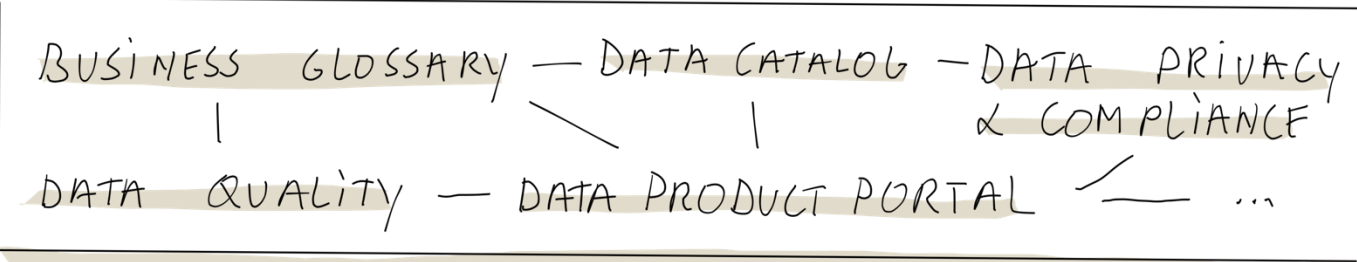 BUSINESS GLOSSARY — DATA CATALOG — DATA PRIVACY
& COMPLIANCE
DATA QUALITY — DATA PRODUCT PORTAL — ...